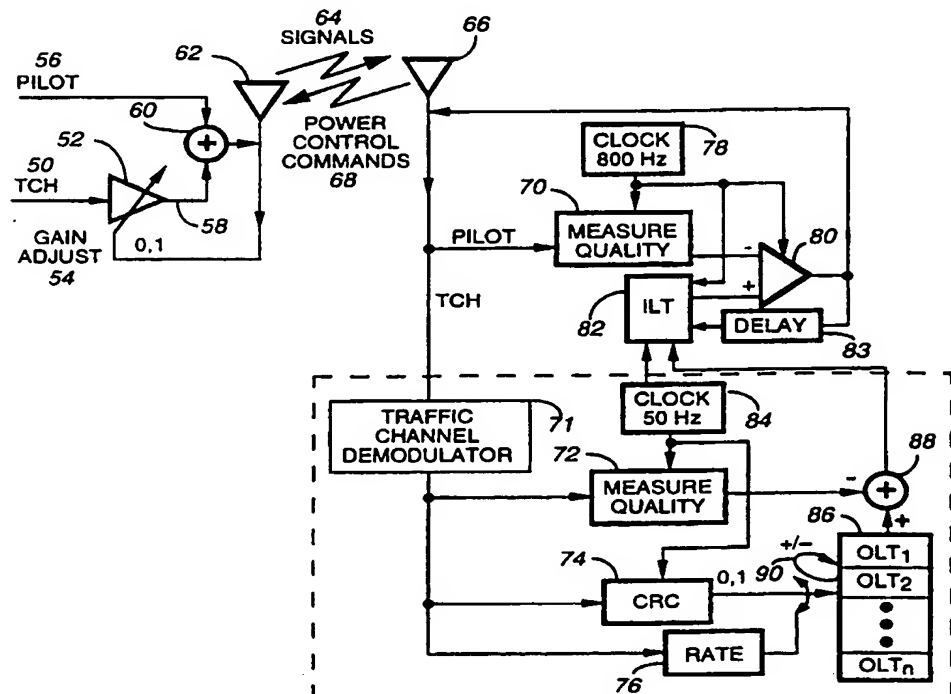 64
SIGNALS
62
66
56
PILOT
60
52
50
TCH
58
GAIN
ADJUST
54
0,1
POWER
CONTROL
COMMANDS
68
CLOCK
800 Hz
78
70
PILOT
MEASURE
QUALITY
-
+
80
TCH
82
ILT
DELAY
83
CLOCK
50 Hz
84
TRAFFIC
CHANNEL
DEMODULATOR
71
72
MEASURE
QUALITY
-
+
88
+
86
74
CRC
0,1
90
+/-
OLT1
OLT2
OLTn
RATE
76